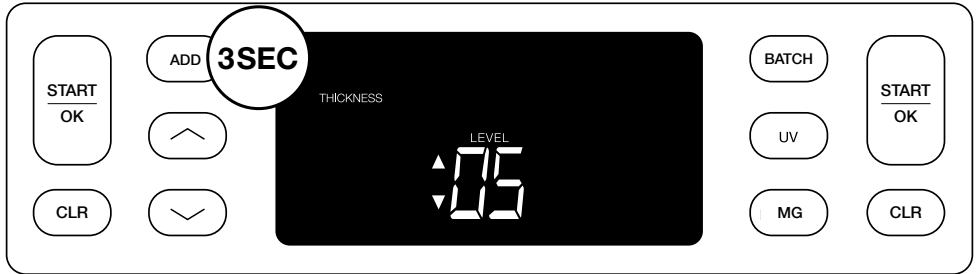 START
OK
CLR
ADD
3SEC
THICKNESS
LEVEL
05
BATCH
UV
MG
START
OK
CLR